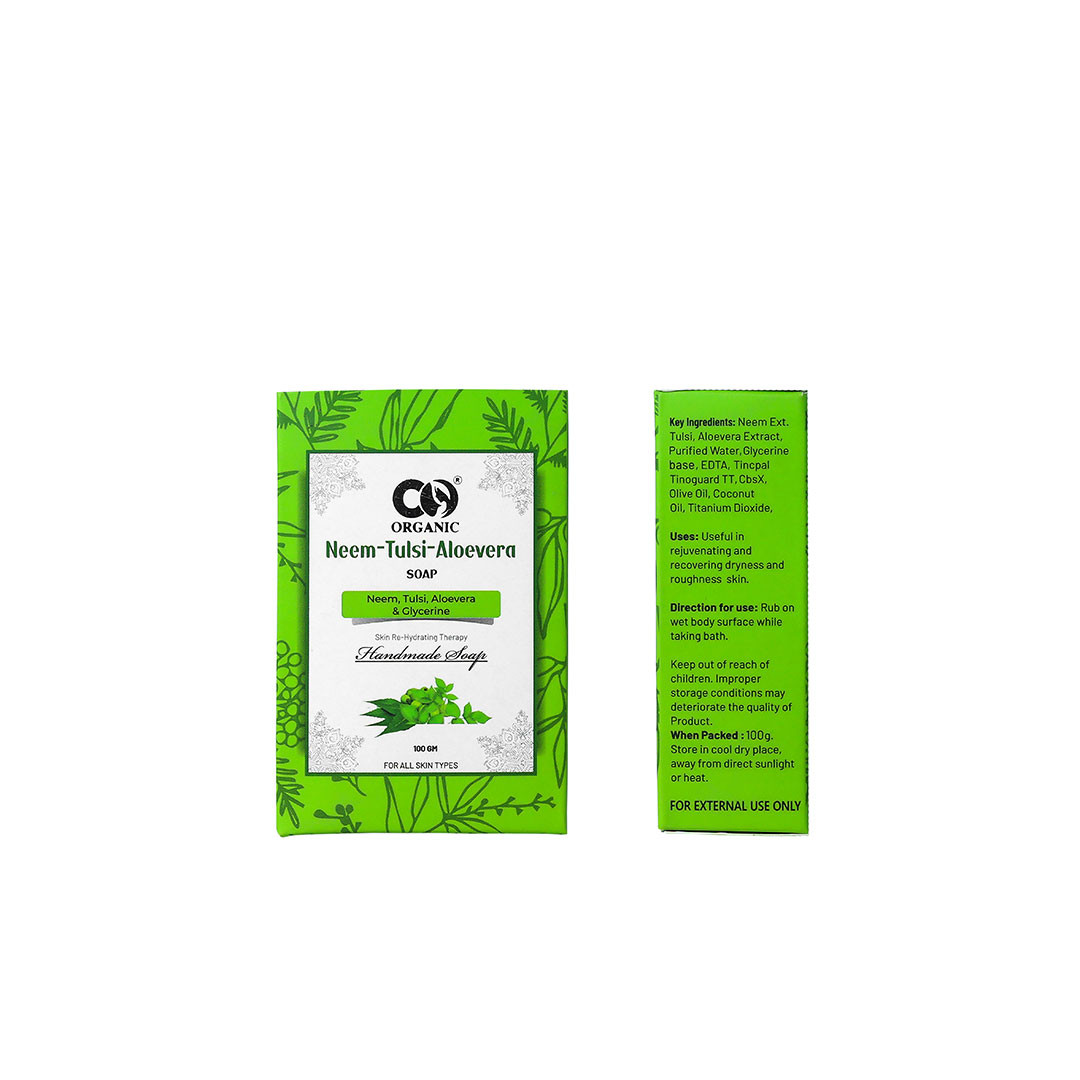 CO
®
ORGANIC
Neem-Tulsi-Aloevera
SOAP
Neem, Tulsi, Aloevera
& Glycerine
Skin Re-Hydrating Therapy
Handmade Soap
100 GM
FOR ALL SKIN TYPES
Key Ingredients: Neem Ext.
Tulsi, Aloevera Extract,
Purified Water, Glycerine
base, EDTA, Tincpal
Tinoguard TT, CbsX,
Olive Oil, Coconut
Oil, Titanium Dioxide,
Uses: Useful in
rejuvenating and
recovering dryness and
roughness skin.
Direction for use: Rub on
wet body surface while
taking bath.
Keep out of reach of
children. Improper
storage conditions may
deteriorate the quality of
Product.
When Packed : 100g.
Store in cool dry place,
away from direct sunlight
or heat.
FOR EXTERNAL USE ONLY